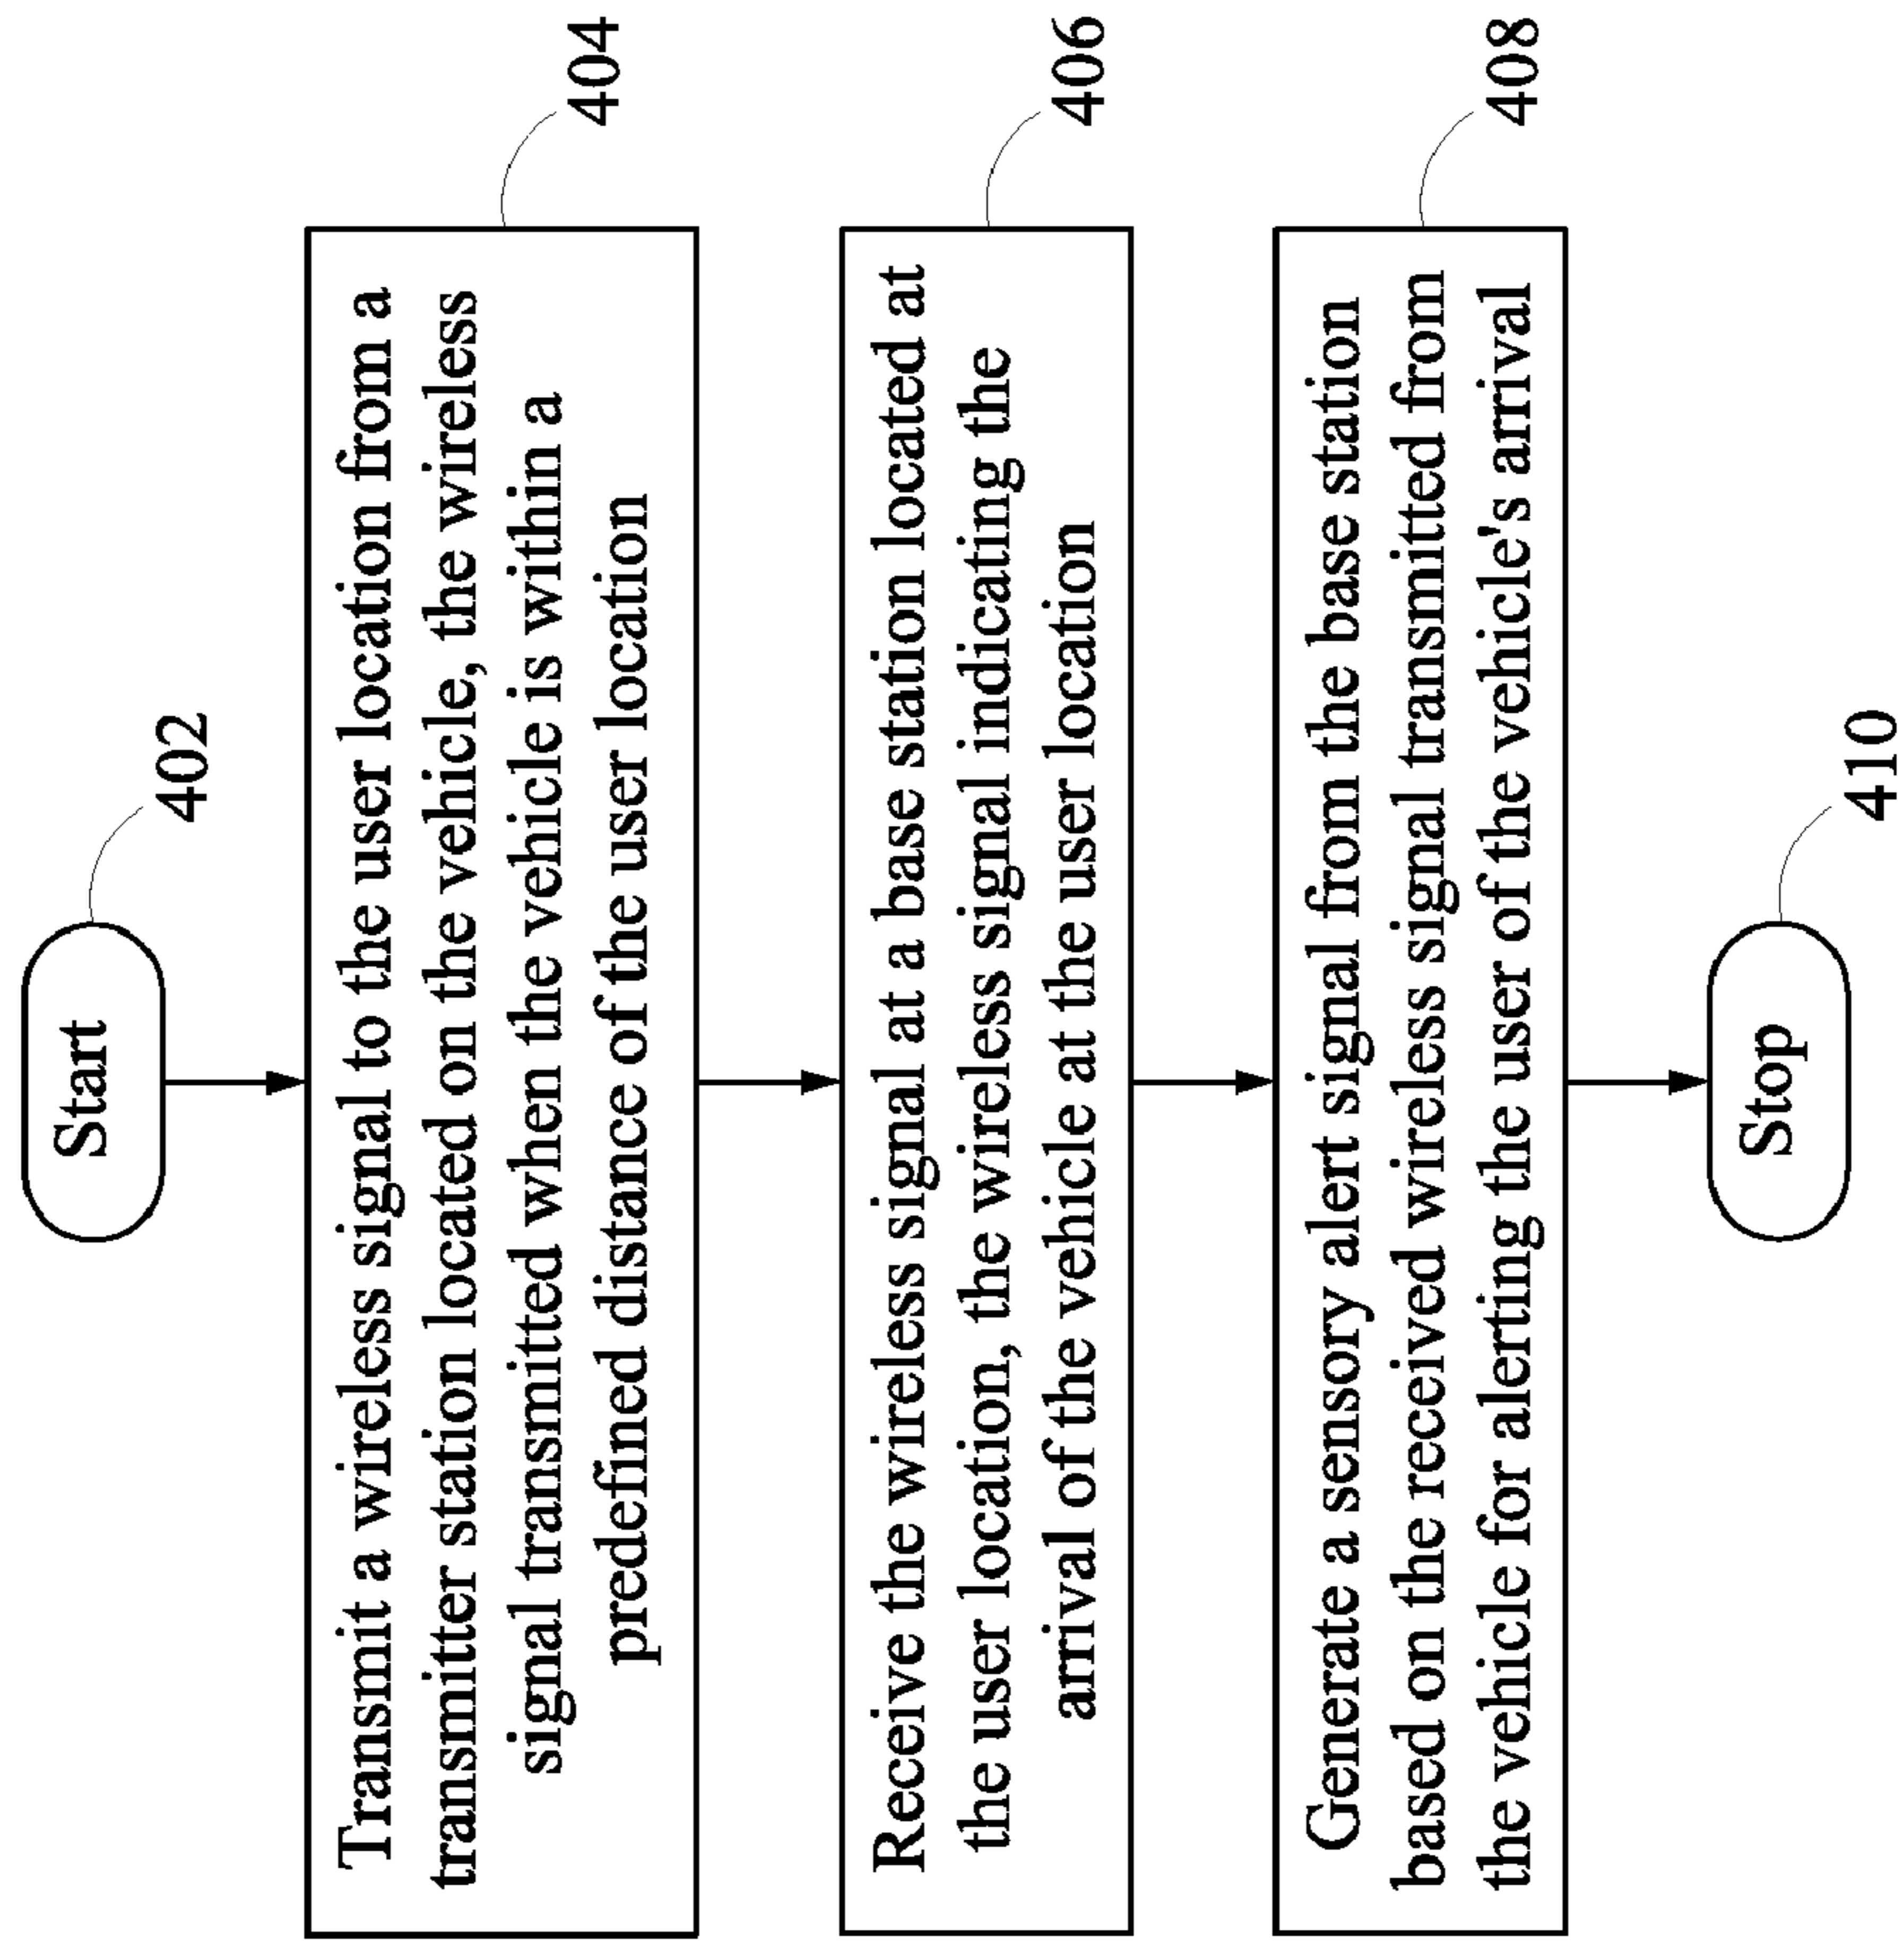 Start
402
Transmit a wireless signal to the user location from a
transmitter station located on the vehicle, the wireless
signal transmitted when the vehicle is within a
predefined distance of the user location
404
Receive the wireless signal at a base station located at
the user location, the wireless signal indicating the
arrival of the vehicle at the user location
406
Generate a sensory alert signal from the base station
based on the received wireless signal transmitted from
the vehicle for alerting the user of the vehicle's arrival
408
Stop
410